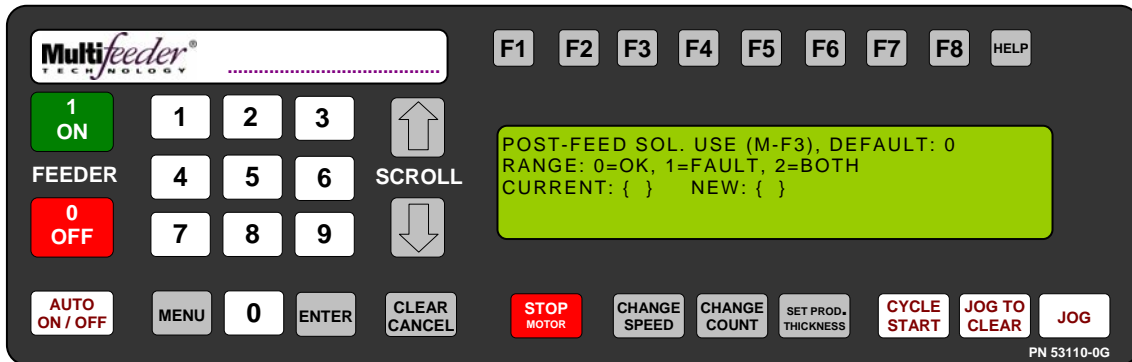 Multifeeder®
TECHNOLOGY
F1 F2 F3 F4 F5 F6 F7 F8 HELP
1
ON
FEEDER
0
OFF
1 2 3
4 5 6
7 8 9
SCROLL
POST-FEED SOL. USE (M-F3), DEFAULT: 0
RANGE: 0=OK, 1=FAULT, 2=BOTH
CURRENT: { } NEW: { }
AUTO
ON / OFF
MENU 0 ENTER
CLEAR
CANCEL
STOP
MOTOR
CHANGE
SPEED
CHANGE
COUNT
SET PROD.
THICKNESS
CYCLE
START
JOG TO
CLEAR
JOG
PN 53110-0G